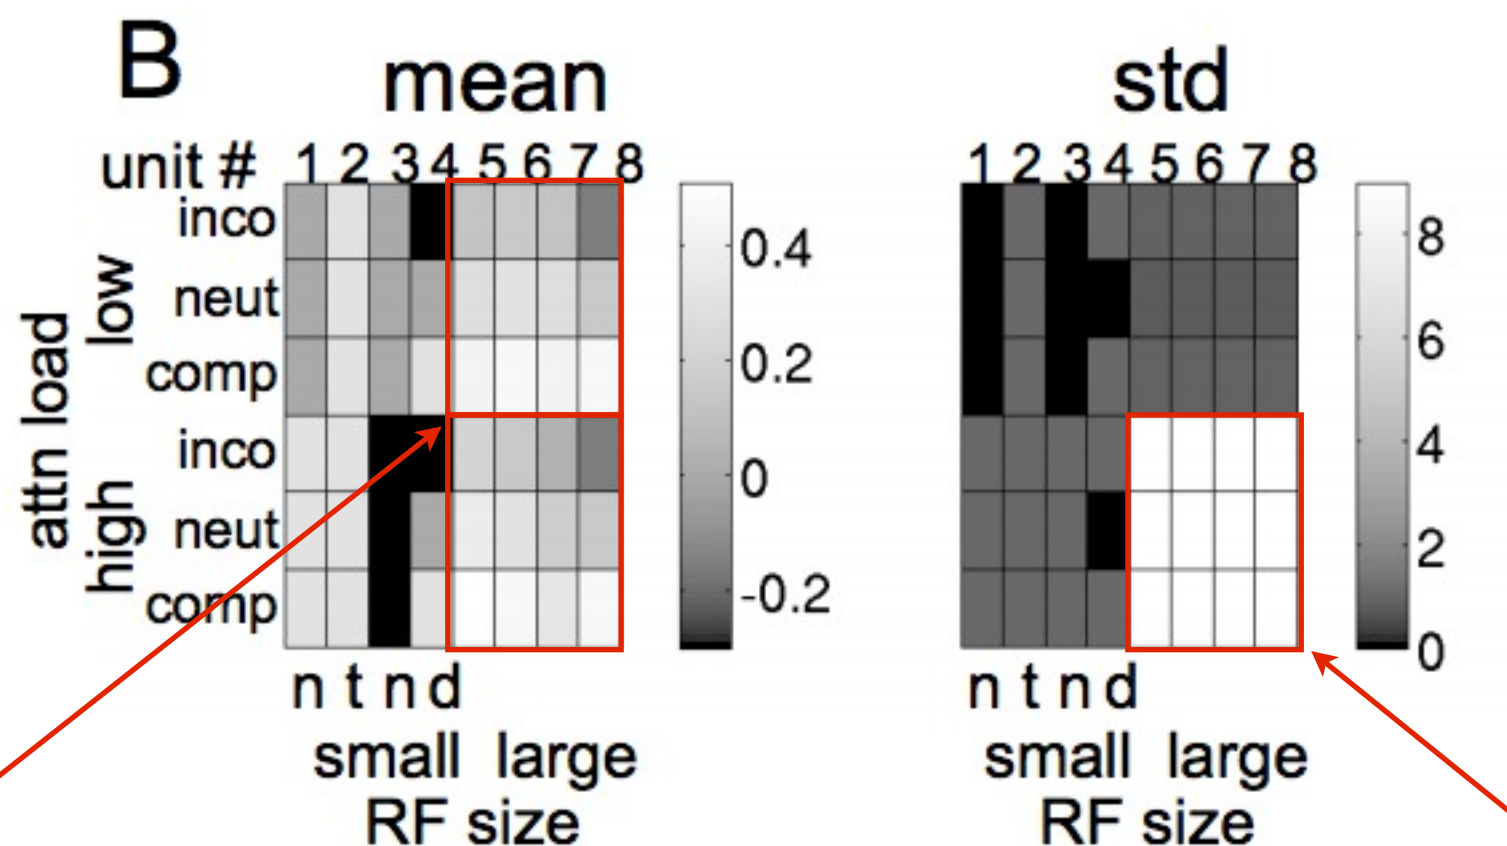 B
mean
std
unit # 1 2 3 4 5 6 7 8
1 2 3 4 5 6 7 8
attn load
low
high
inco
neut
comp
inco
neut
comp
0.4
0.2
0
-0.2
8
6
4
2
0
n t n d
n t n d
small large
small large
RF size
RF size